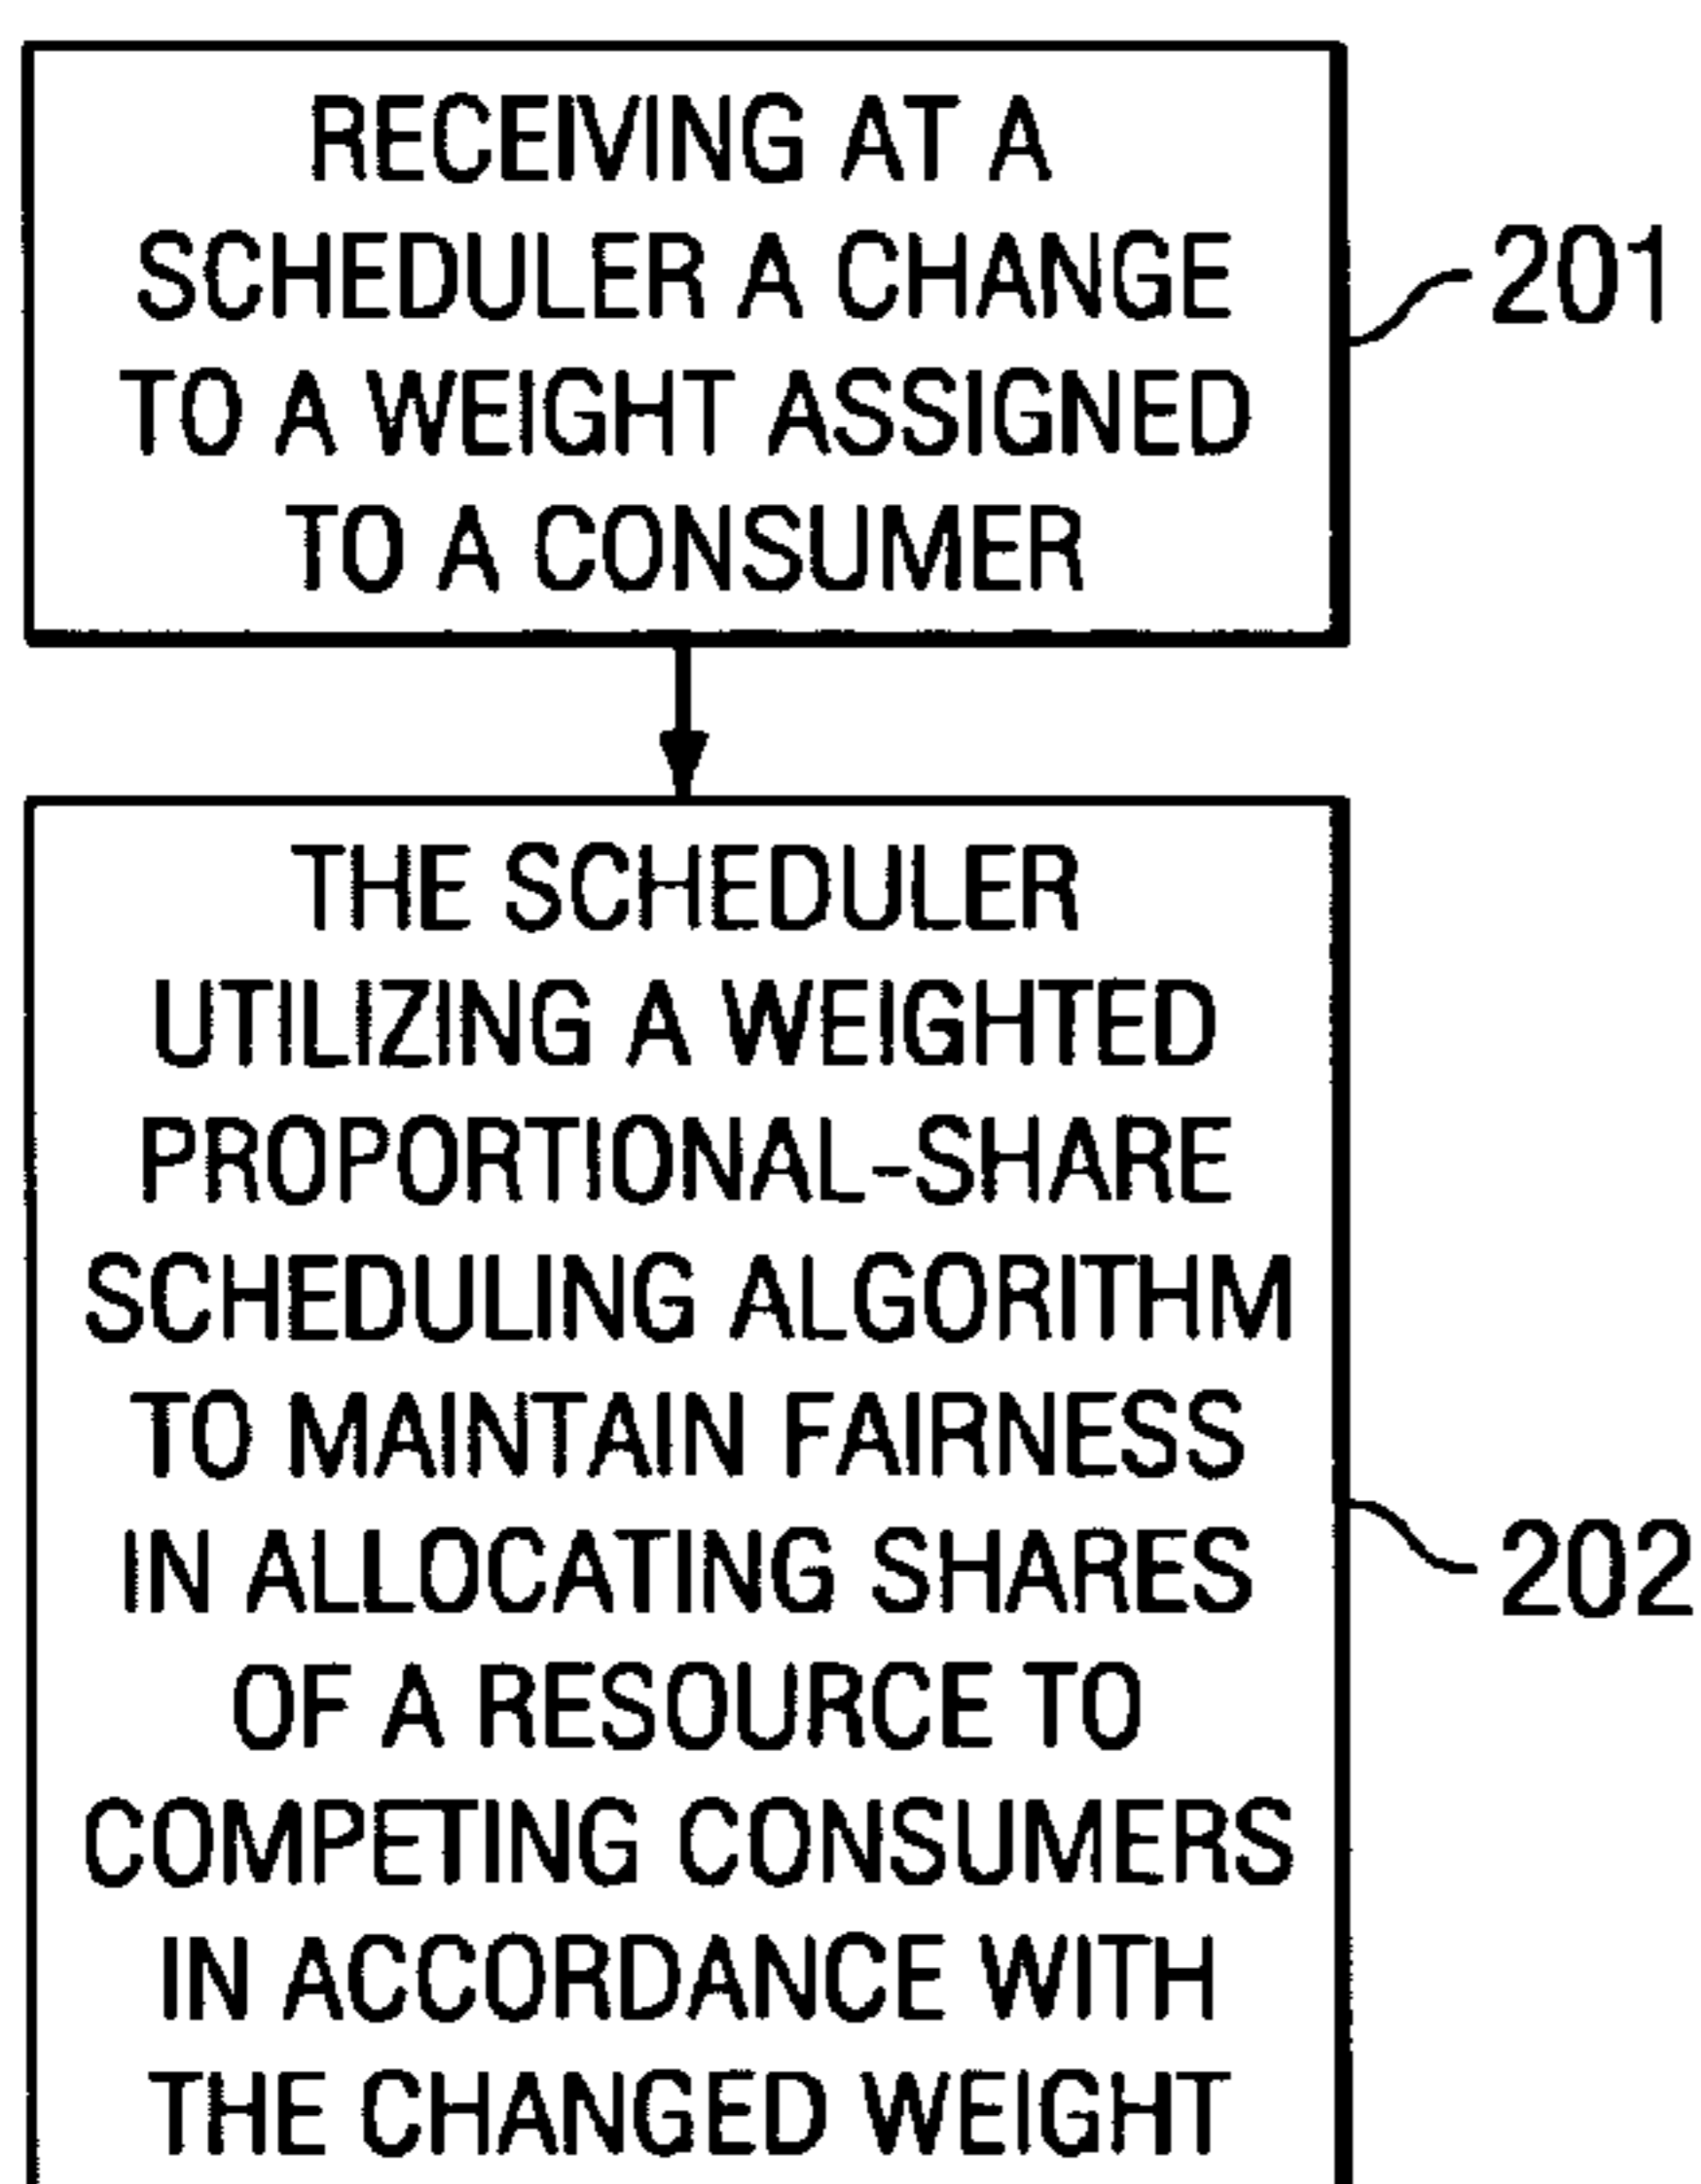 RECEIVING AT A
SCHEDULER A CHANGE
TO A WEIGHT ASSIGNED
TO A CONSUMER
201
THE SCHEDULER
UTILIZING A WEIGHTED
PROPORTIONAL-SHARE
SCHEDULING ALGORITHM
TO MAINTAIN FAIRNESS
IN ALLOCATING SHARES
OF A RESOURCE TO
COMPETING CONSUMERS
IN ACCORDANCE WITH
THE CHANGED WEIGHT
202